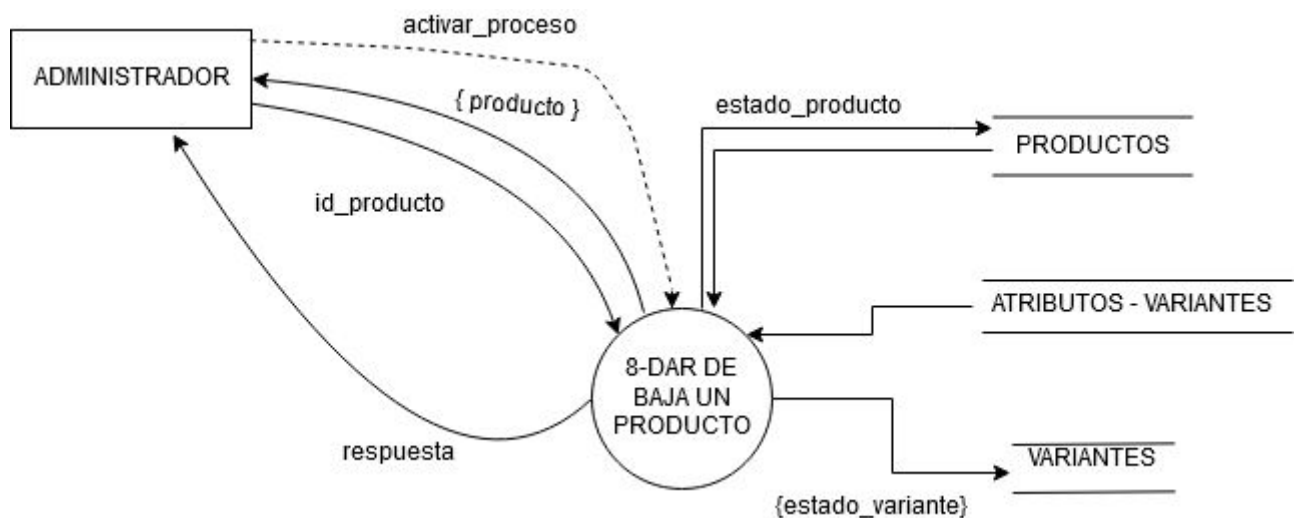 activar_proceso
ADMINISTRADOR
{ producto }
estado_producto
PRODUCTOS
id_producto
ATRIBUTOS - VARIANTES
8-DAR DE
BAJA UN
PRODUCTO
respuesta
VARIANTES
{estado_variante}